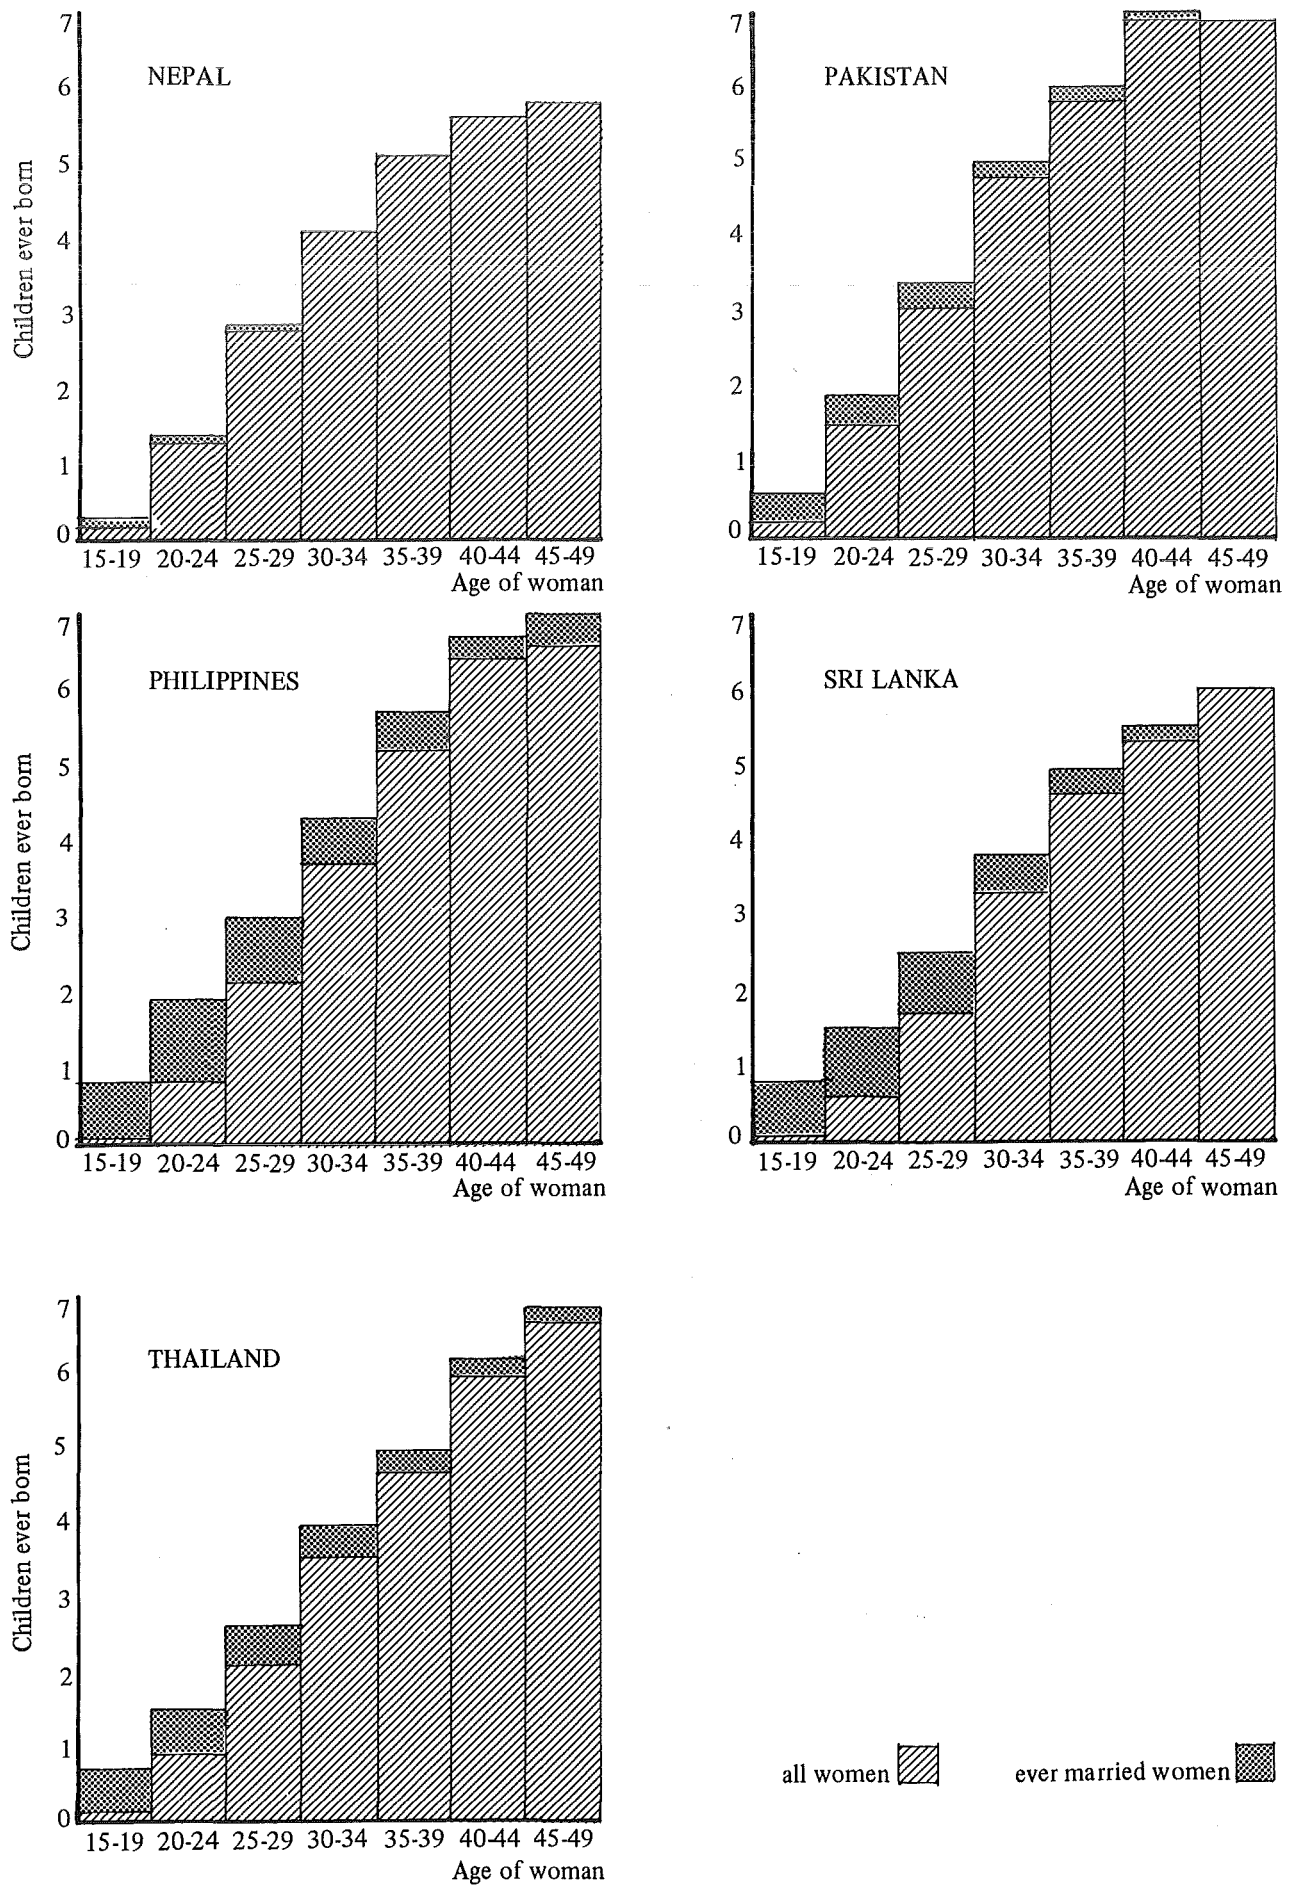 NEPAL
Children ever born
7
6
5
4
3
2
1
0
15-19 20-24 25-29 30-34 35-39 40-44 45-49
Age of woman
PAKISTAN
7
6
5
4
3
2
1
0
15-19 20-24 25-29 30-34 35-39 40-44 45-49
Age of woman
PHILIPPINES
Children ever born
7
6
5
4
3
2
1
0
15-19 20-24 25-29 30-34 35-39 40-44 45-49
Age of woman
SRI LANKA
7
6
5
4
3
2
1
0
15-19 20-24 25-29 30-34 35-39 40-44 45-49
Age of woman
THAILAND
Children ever born
7
6
5
4
3
2
1
0
15-19 20-24 25-29 30-34 35-39 40-44 45-49
Age of woman
all women
ever married women